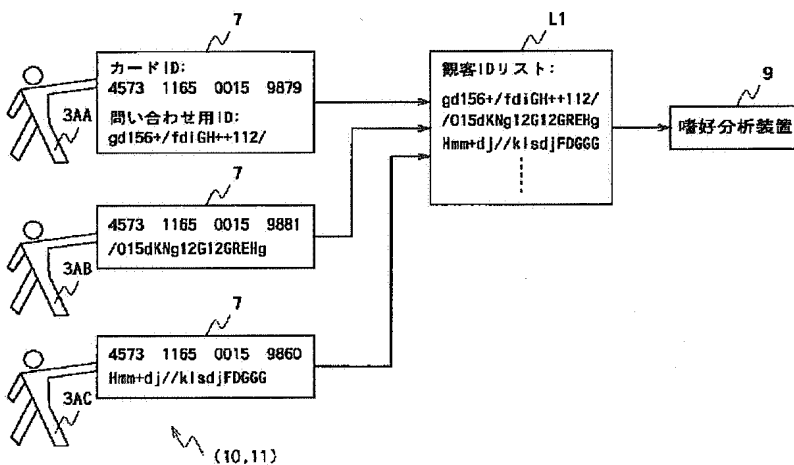 7
カードID:
4573 1165 0015 9879
問い合わせ用ID:
gd156+/fdiGH++112/
3AA
7
4573 1165 0015 9881
/015dKNg12G12GREHg
3AB
7
4573 1165 0015 9860
Hmm+dj//klsdjFDGGG
3AC
(10,11)
L1
観客IDリスト:
gd156+/fdiGH++112/
/015dKNg12G12GREHg
Hmm+dj//klsdjFDGGG
9
嗜好分析装置